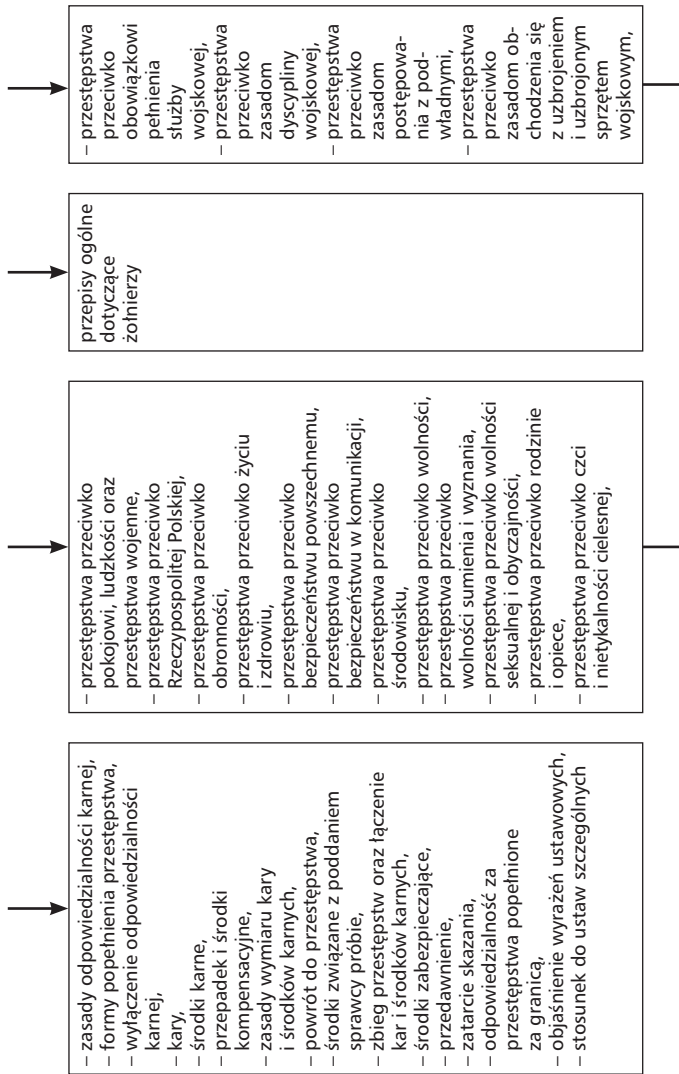 – zasady odpowiedzialności karnej,
– formy popełnienia przestępstwa,
– wyłączenie odpowiedzialności
karnej,
– kary,
– środki karne,
– przepadek i środki
kompensacyjne,
– zasady wymiaru kary
i środków karnych,
– powrót do przestępstwa,
– środki związane z poddaniem
sprawcy próbie,
– zbieg przestępstw oraz łączenie
kar i środków karnych,
– środki zabezpieczające,
– przedawnienie,
– zatarcie skazania,
– odpowiedzialność za
przestępstwa popełnione
za granicą,
– objaśnienie wyrażeń ustawowych,
– stosunek do ustaw szczególnych
– przestępstwa przeciwko
pokojowi, ludzkości oraz
przestępstwa wojenne,
– przestępstwa przeciwko
Rzeczypospolitej Polskiej,
– przestępstwa przeciwko
obronności,
– przestępstwa przeciwko życiu
i zdrowiu,
– przestępstwa przeciwko
bezpieczeństwu powszechnemu,
– przestępstwa przeciwko
bezpieczeństwu w komunikacji,
– przestępstwa przeciwko
środowisku,
– przestępstwa przeciwko wolności,
– przestępstwa przeciwko
wolności sumienia i wyznania,
– przestępstwa przeciwko wolności
seksualnej i obyczajności,
– przestępstwa przeciwko rodzinie
i opiece,
– przestępstwa przeciwko czci
i nietykalności cielesnej,
przepisy ogólne
dotyczące
żołnierzy
– przestępstwa
przeciwko
obowiązkowi
pełnienia
służby
wojskowej,
– przestępstwa
przeciwko
zasadom
dyscypliny
wojskowej,
– przestępstwa
przeciwko
zasadom
postępowa-
nia z pod-
władnymi,
– przestępstwa
przeciwko
zasadom ob-
chodzenia się
z uzbrojeniem
i uzbrojonym
sprzętem
wojskowym,